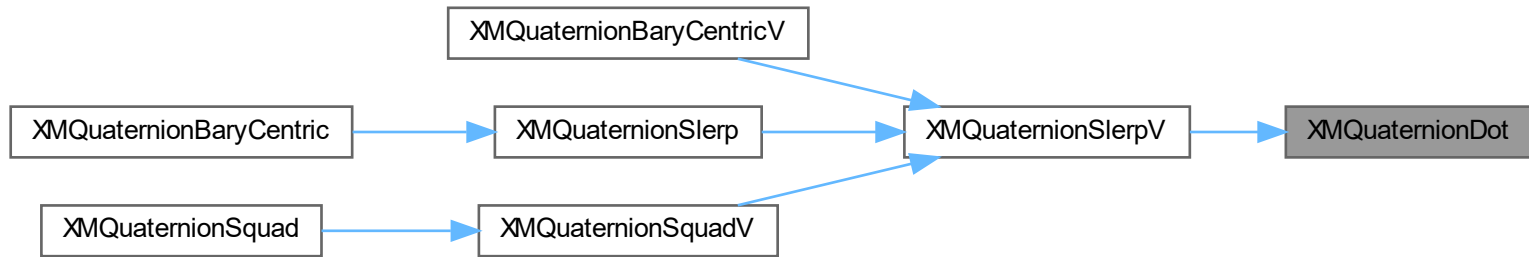 XMQuaternionBaryCentricV
XMQuaternionBaryCentric
XMQuaternionSlerp
XMQuaternionSlerpV
XMQuaternionDot
XMQuaternionSquad
XMQuaternionSquadV